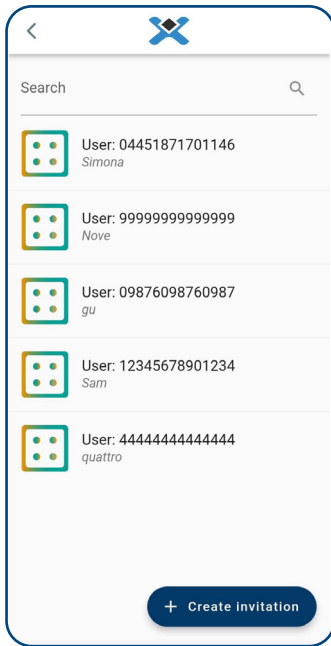 Search
User: 04451871701146
Simona
User: 99999999999999
Nove
User: 09876098760987
gu
User: 12345678901234
Sam
User: 44444444444444
quattro
+ Create invitation